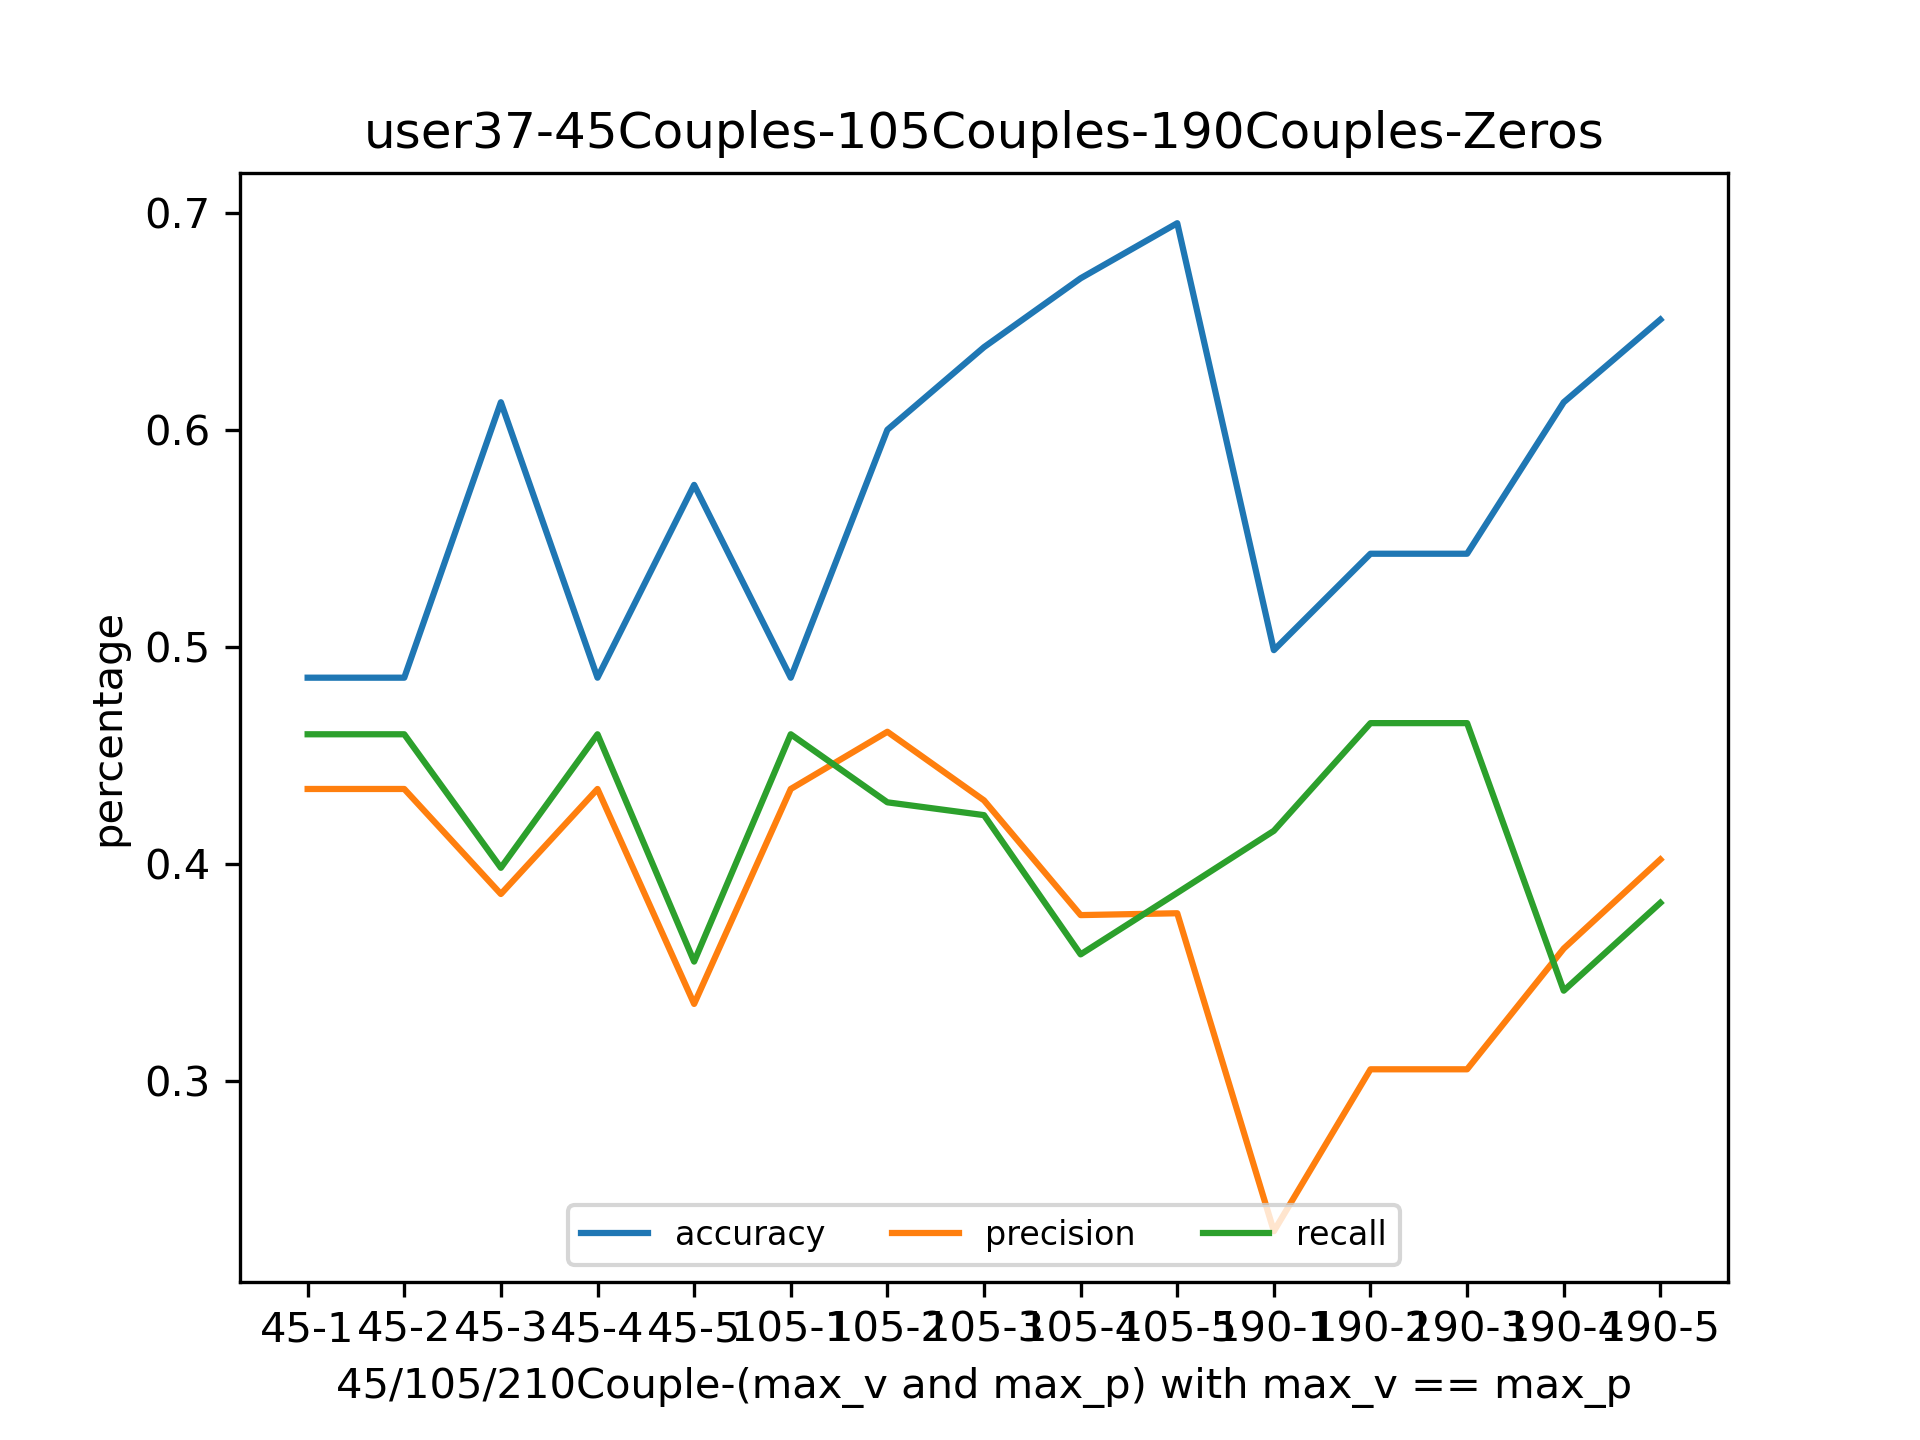 user37-45Couples-105Couples-190Couples-Zeros
percentage
0.7
0.6
0.5
0.4
0.3
accuracy precision recall
45-1 45-2 45-3 45-4 45-5 105-1 105-2 105-3 105-4 105-5 190-1 190-2 190-3 190-4 190-5
45/105/210Couple-(max_v and max_p) with max_v == max_p